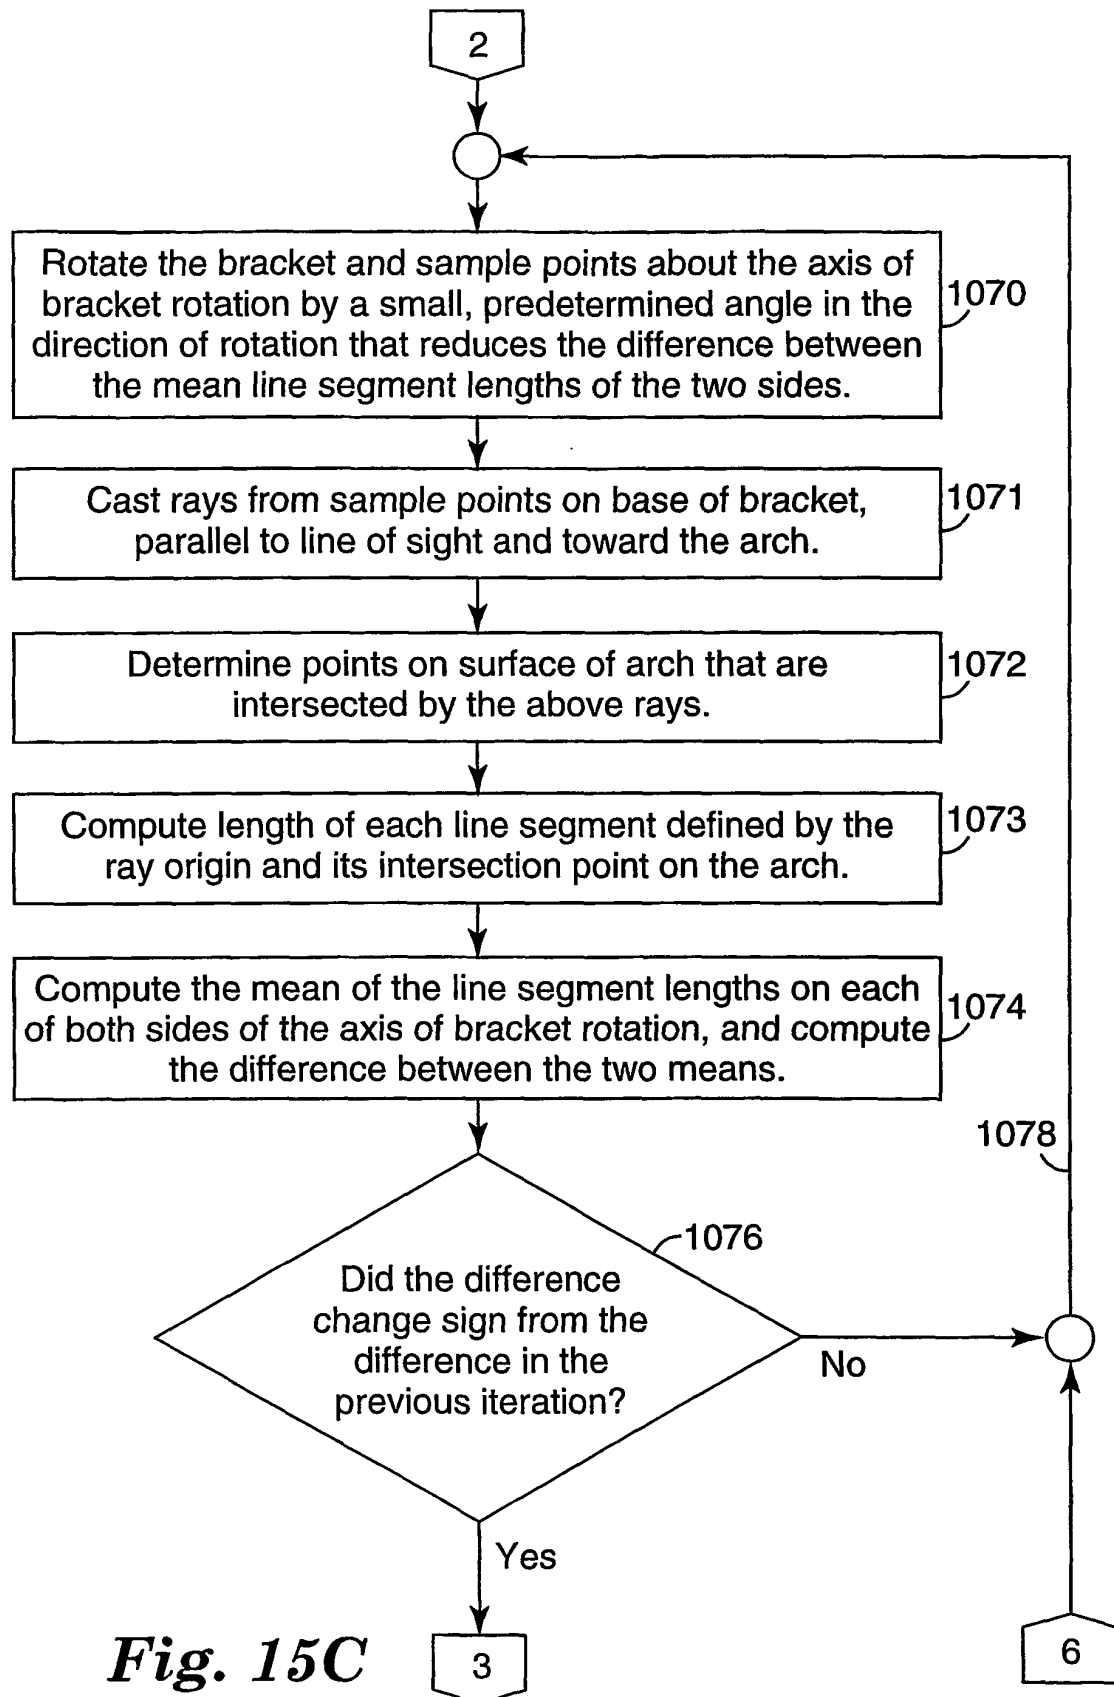 2
Rotate the bracket and sample points about the axis of
bracket rotation by a small, predetermined angle in the
direction of rotation that reduces the difference between
the mean line segment lengths of the two sides.
1070
Cast rays from sample points on base of bracket,
parallel to line of sight and toward the arch.
1071
Determine points on surface of arch that are
intersected by the above rays.
1072
Compute length of each line segment defined by the
ray origin and its intersection point on the arch.
1073
Compute the mean of the line segment lengths on each
of both sides of the axis of bracket rotation, and compute
the difference between the two means.
1074
1078
1076
Did the difference
change sign from the
difference in the
previous iteration?
No
Yes
Fig. 15C
3
6